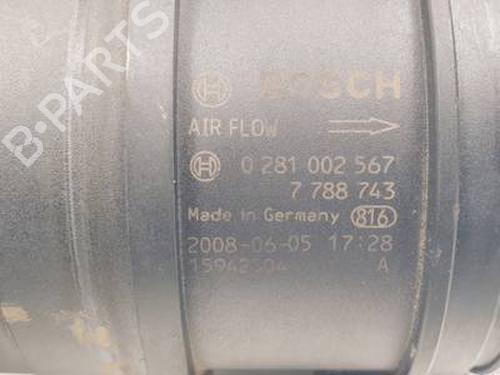 BOSCH
AIR FLOW
0 281 002 567
7 788 743
Made in Germany 816
2008-06-05 17:28
A
B-PARTS